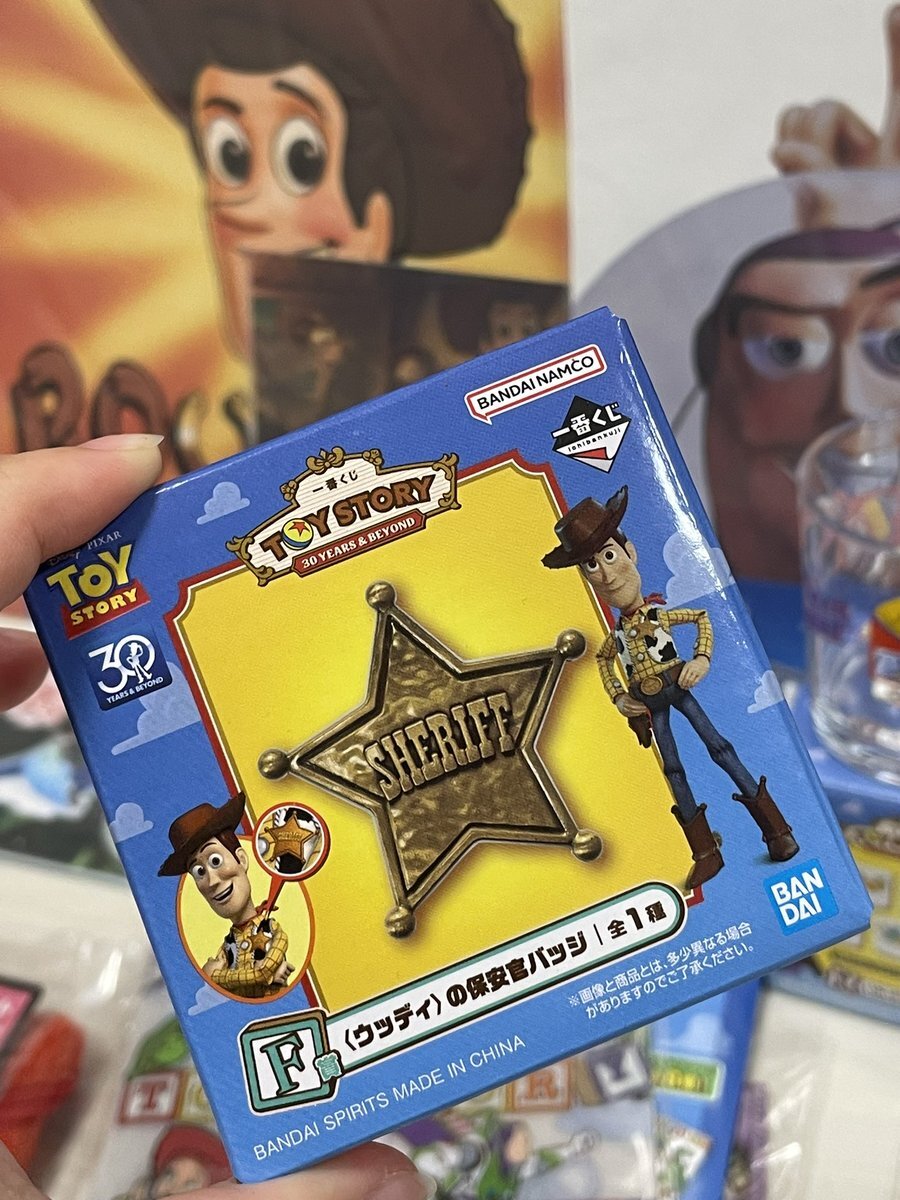 BANDAI NAMCO
一番くじ
ichibankuji
一番くじ
TOY STORY
30 YEARS & BEYOND
PIXAR
TOY
STORY
30
YEARS & BEYOND
SHERIFF
BAN
DAI
F賞
〈ウッディ〉の保安官バッジ|全1種
※画像と商品とは、多少異なる場合
がありますのでご了承ください。
BANDAI SPIRITS MADE IN CHINA